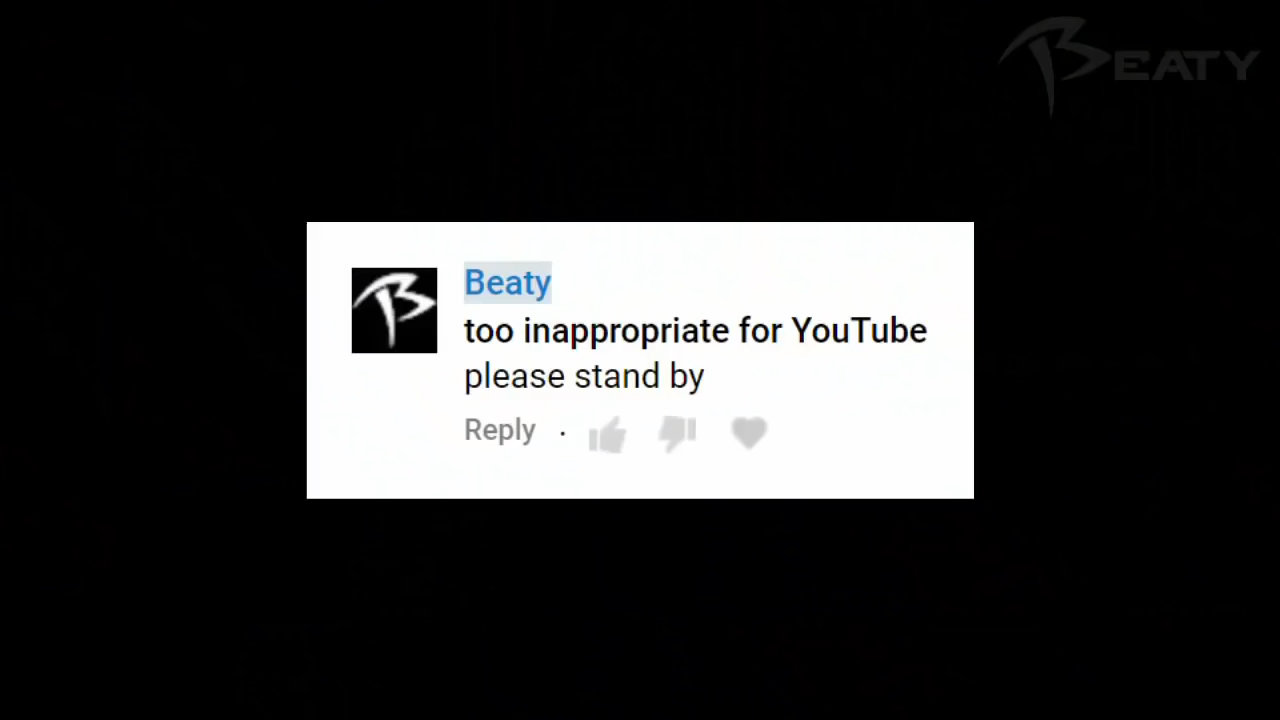 BEATY
Beaty
too inappropriate for YouTube
please stand by
Reply ·